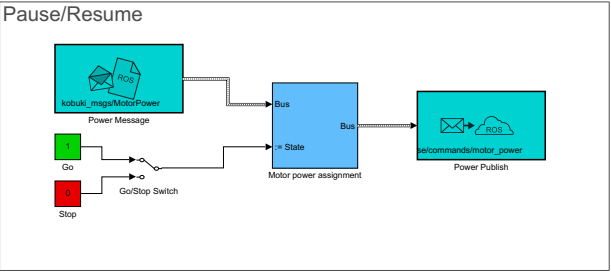 Pause/Resume
ROS
kobuki_msgs/MotorPower
Power Message
1
Go
0
Stop
Go/Stop Switch
Bus
:= State
Bus
Motor power assignment
ROS
se/commands/motor_power
Power Publish